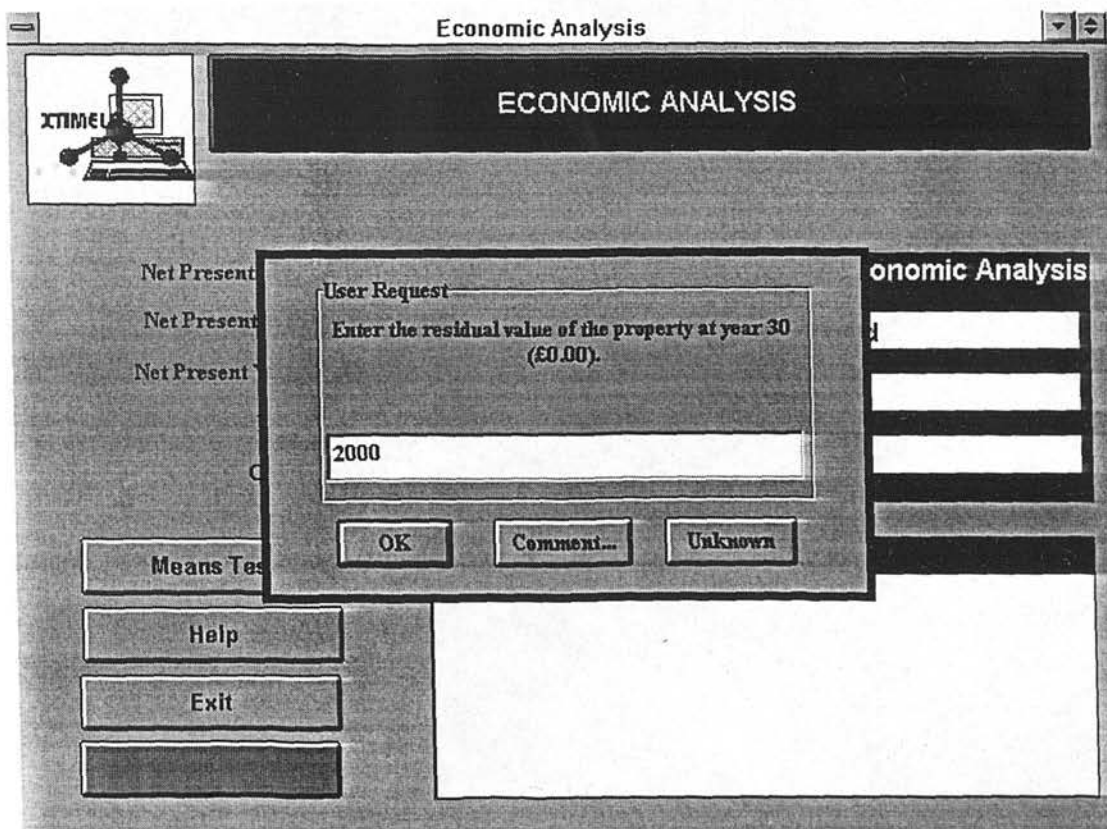 Economic Analysis
ECONOMIC ANALYSIS
Net Present
onomic Analysis
User Request
Enter the residual value of the property at year 30
(£0.00).
Net Present
d
Net Present
2000
OK
Comment...
Unknown
Means Tes
Help
Exit